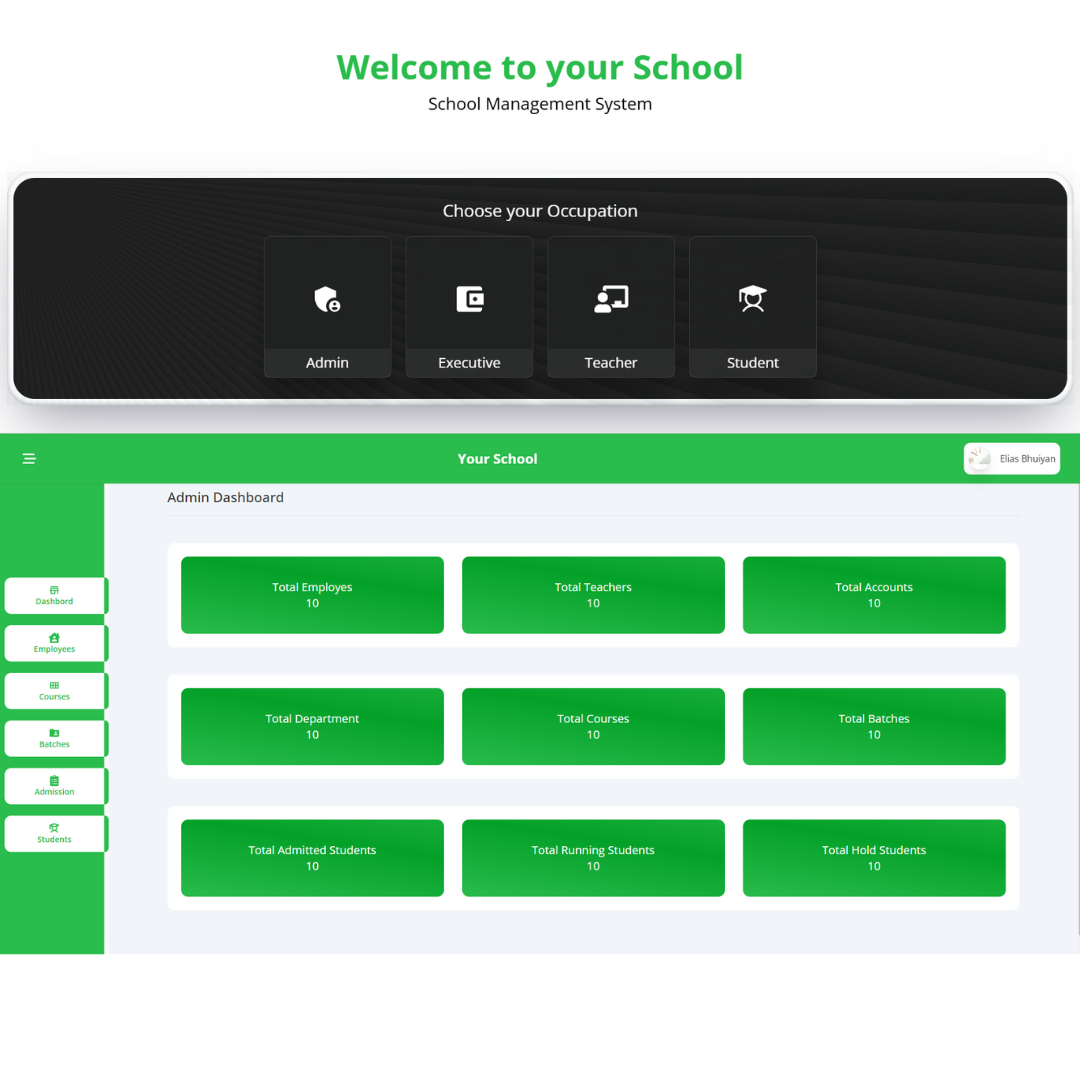 Welcome to your School
School Management System
Choose your Occupation
Admin
Executive
Teacher
Student
Your School
Elias Bhuiyan
Admin Dashboard
Dashbord
Employees
Courses
Batches
Admission
Students
Total Employes
10
Total Teachers
10
Total Accounts
10
Total Department
10
Total Courses
10
Total Batches
10
Total Admitted Students
10
Total Running Students
10
Total Hold Students
10